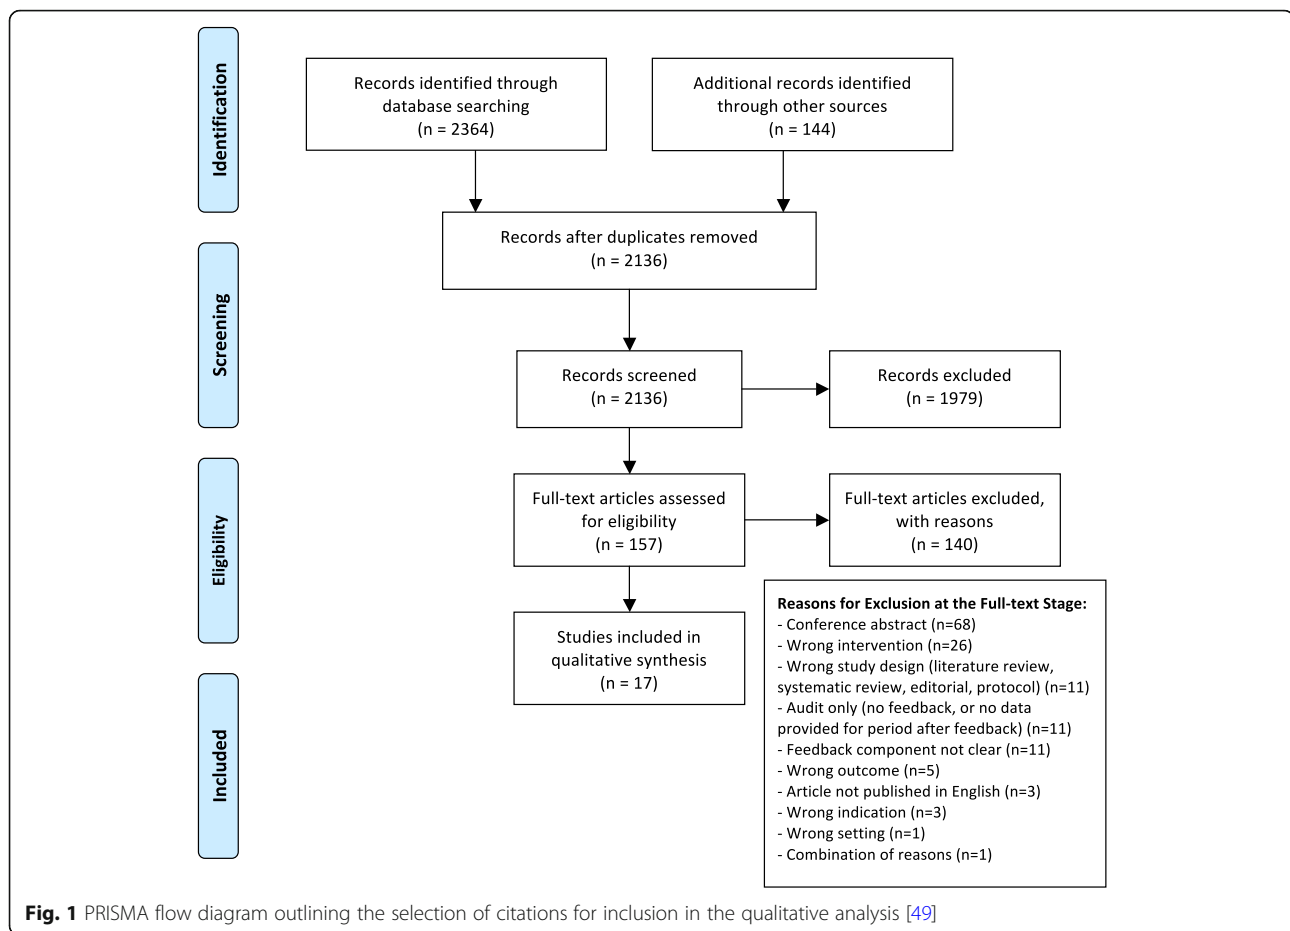 Identification
Records identified through
database searching
(n = 2364)
Additional records identified
through other sources
(n = 144)
Records after duplicates removed
(n = 2136)
Screening
Records screened
(n = 2136)
Records excluded
(n = 1979)
Eligibility
Full-text articles assessed
for eligibility
(n = 157)
Full-text articles excluded,
with reasons
(n = 140)
Studies included in
qualitative synthesis
(n = 17)
Reasons for Exclusion at the Full-text Stage:
- Conference abstract (n=68)
- Wrong intervention (n=26)
- Wrong study design (literature review,
systematic review, editorial, protocol) (n=11)
- Audit only (no feedback, or no data
provided for period after feedback) (n=11)
- Feedback component not clear (n=11)
- Wrong outcome (n=5)
- Article not published in English (n=3)
- Wrong indication (n=3)
- Wrong setting (n=1)
- Combination of reasons (n=1)
Included
Fig. 1 PRISMA flow diagram outlining the selection of citations for inclusion in the qualitative analysis [49]